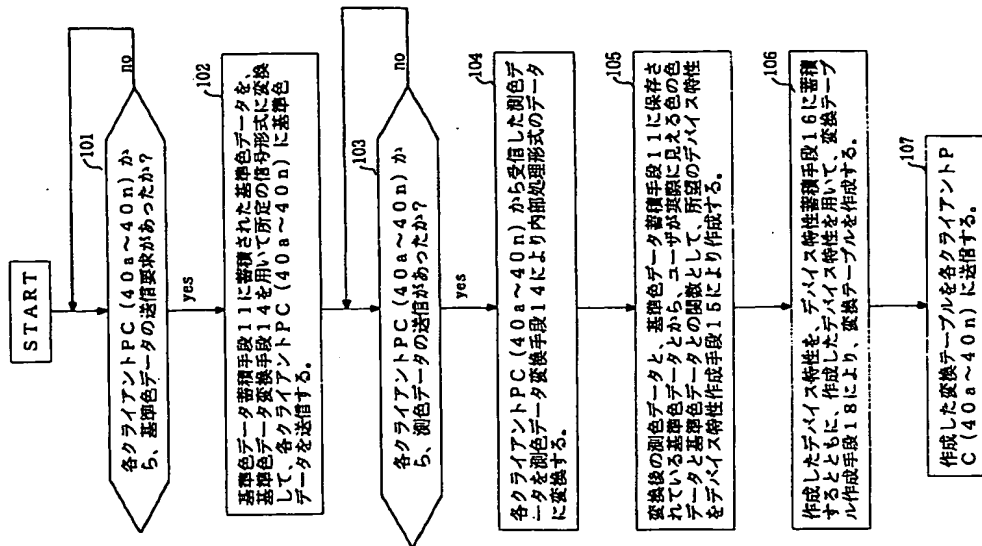 START
101
各クライアントPC(40a〜40n)か
ら、基準色データの送信要求があったか?
no
yes
102
基準色データ蓄積手段11に蓄積された基準色データを、
基準色データ変換手段14を用いて所定の信号形式に変換
して、各クライアントPC(40a〜40n)に基準色
データを送信する。
103
各クライアントPC(40a〜40n)か
ら、測色データの送信があったか?
no
yes
104
各クライアントPC(40a〜40n)から受信した測色デ
ータを測色データ変換手段14により内部処理形式のデータ
に変換する。
105
変換後の測色データと、基準色データ蓄積手段11に保存さ
れている基準色データとから、ユーザが実際に見える色の色
データと基準色データとの関数として、所望のデバイス特性
をデバイス特性作成手段15により作成する。
106
作成したデバイス特性を、デバイス特性蓄積手段16に蓄積
するとともに、作成したデバイス特性を用いて、変換テーブ
ル作成手段18により、変換テーブルを作成する。
107
作成した変換テーブルを各クライアントP
C(40a〜40n)に送信する。